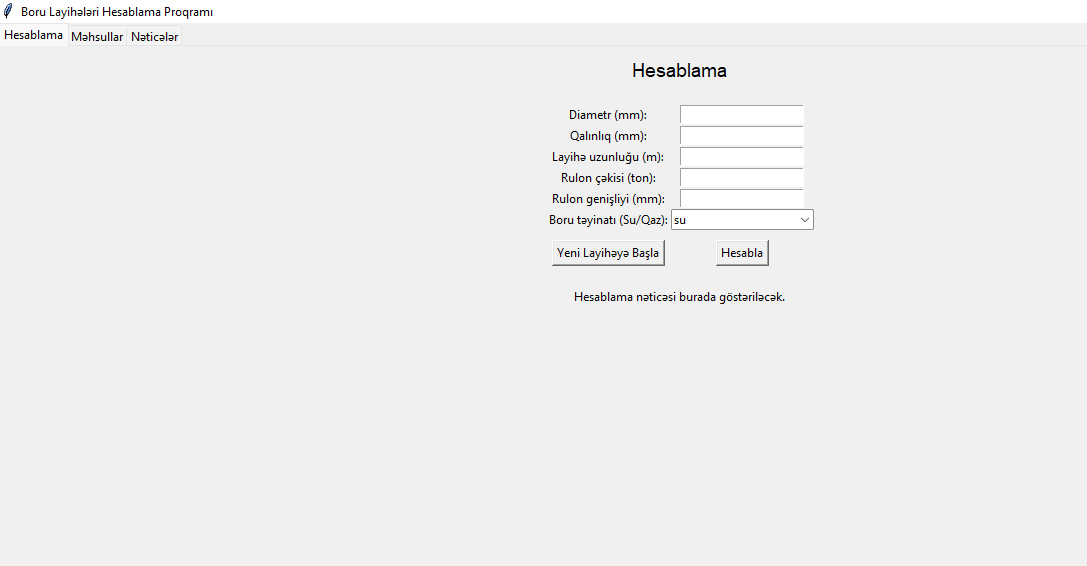 Boru Layihələri Hesablama Proqramı
Hesablama Məhsullar Nəticələr
Hesablama
Diametr (mm):
Qalınlıq (mm):
Layihə uzunluğu (m):
Rulon çəkisi (ton):
Rulon genişliyi (mm):
Boru təyinatı (Su/Qaz): su
Yeni Layihəyə Başla Hesabla
Hesablama nəticəsi burada göstəriləcək.